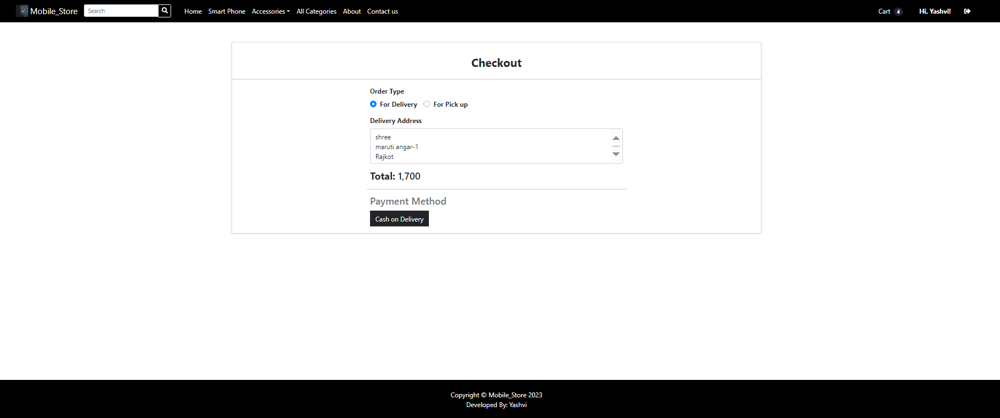 Mobile_Store Search Home Smart Phone Accessories All Categories About Contact us Cart 4 Hi, Yashvi!
Checkout
Order Type
For Delivery For Pick up
Delivery Address
shree
maruti angar-1
Rajkot
Total: 1,700
Payment Method
Cash on Delivery
Copyright © Mobile_Store 2023
Developed By: Yashvi